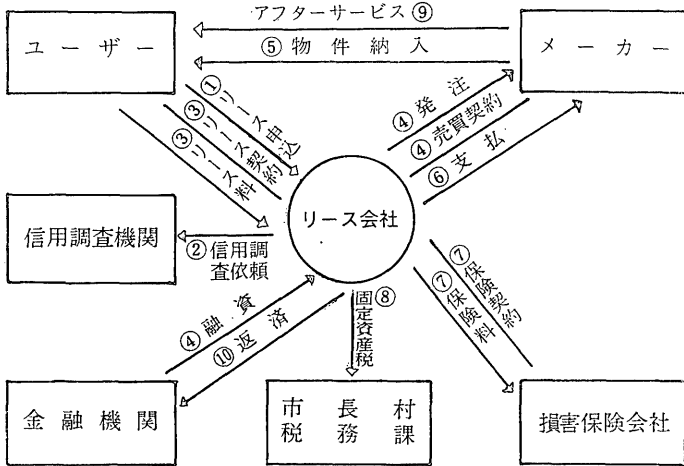 アフターサービス⑨
ユーザー
⑤物件納入
メーカー
①リース申込
③リース契約
③リース料
④発注
④売買契約
⑥支払
リース会社
信用調査機関
②信用調
査依頼
④融資
⑩返済
固定資産税⑧
⑦保険契約
⑦保険料
金融機関
市長村
税務課
損害保険会社